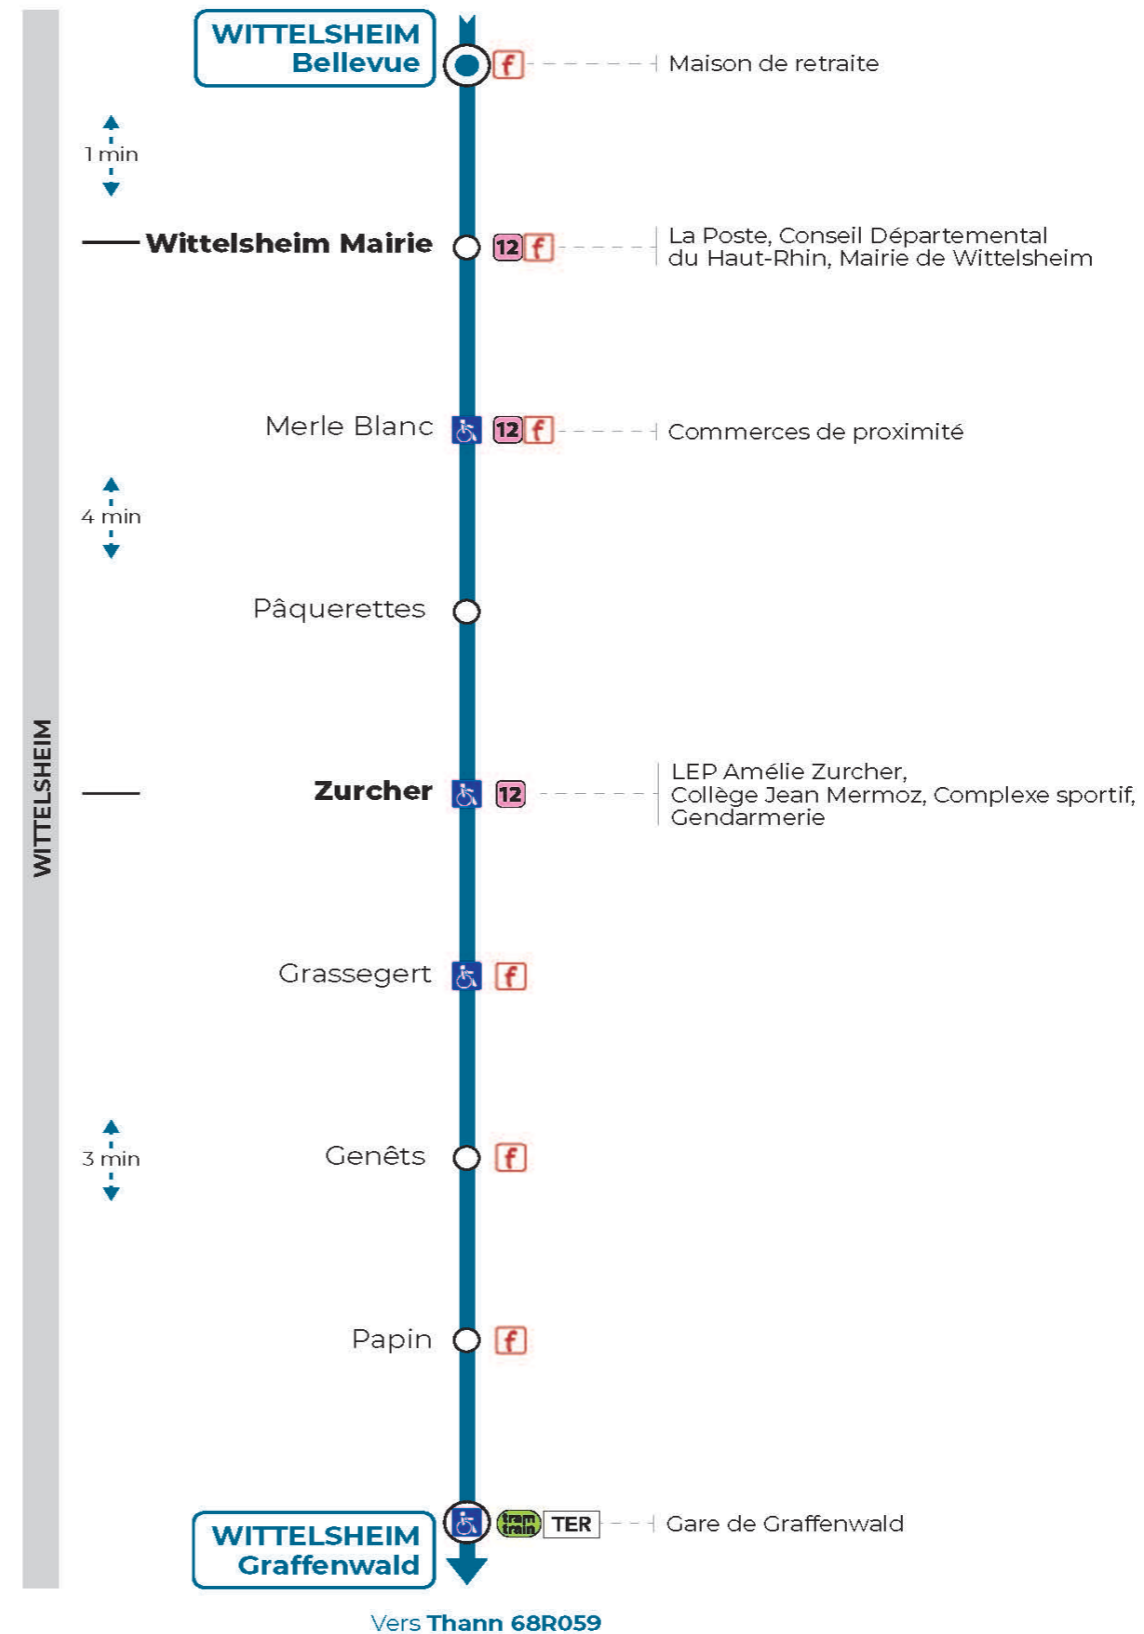 WITTELSHEIM
Bellevue
f
Maison de retraite
1 min
Wittelsheim Mairie
12 f
La Poste, Conseil Départemental
du Haut-Rhin, Mairie de Wittelsheim
Merle Blanc
12 f
Commerces de proximité
4 min
Pâquerettes
WITTELSHEIM
Zurcher
12
LEP Amélie Zurcher,
Collège Jean Mermoz, Complexe sportif,
Gendarmerie
Grassegert
f
3 min
Genêts
f
Papin
f
WITTELSHEIM
Graffenwald
tram
train
TER
Gare de Graffenwald
Vers Thann 68R059